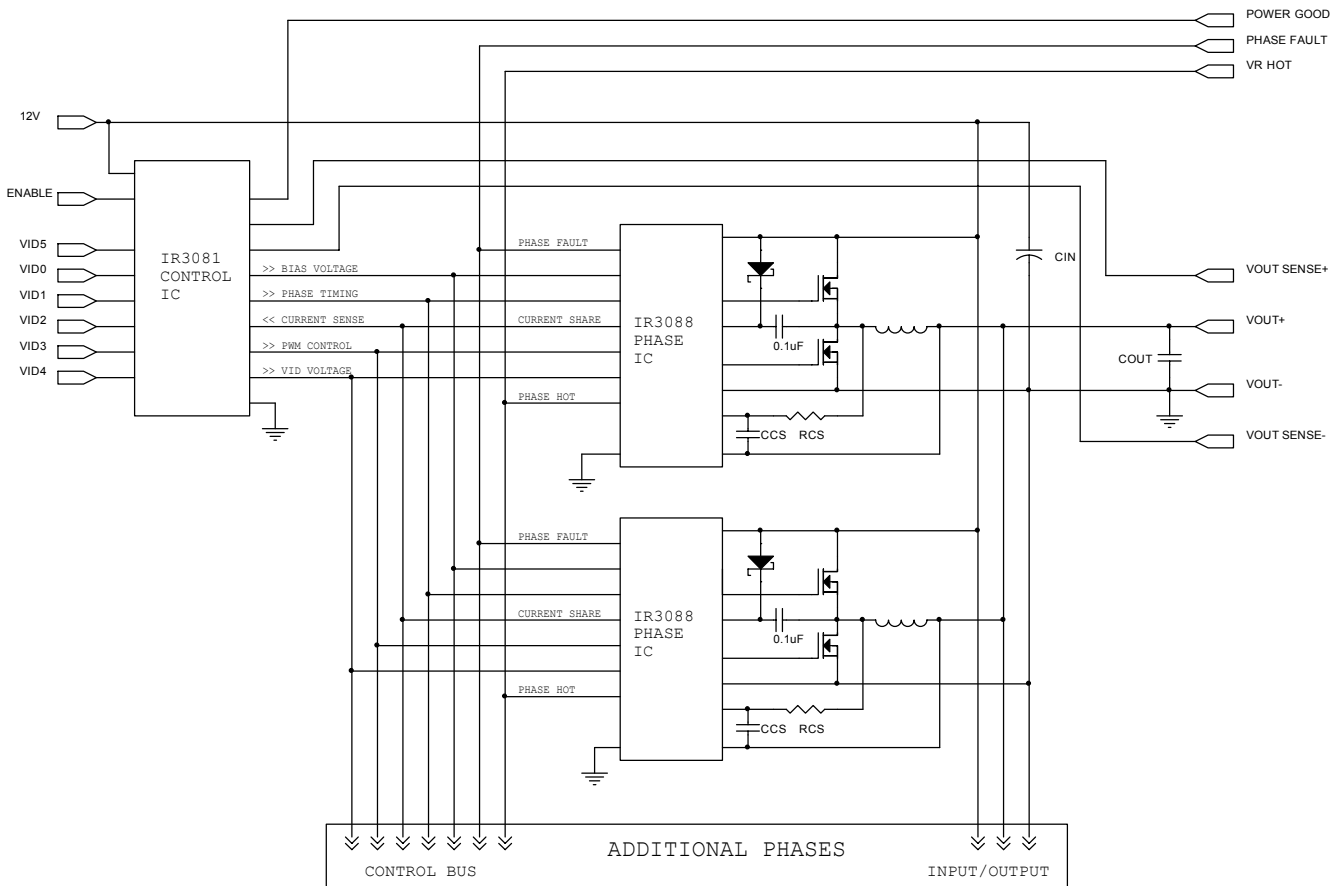 POWER GOOD
PHASE FAULT
VR HOT
12V
ENABLE
VID5
VID0
VID1
VID2
VID3
VID4
IR3081
CONTROL
IC
>> BIAS VOLTAGE
>> PHASE TIMING
<< CURRENT SENSE
>> PWM CONTROL
>> VID VOLTAGE
PHASE FAULT
CURRENT SHARE
PHASE HOT
IR3088
PHASE
IC
0.1uF
CCS RCS
CIN
COUT
VOUT SENSE+
VOUT+
VOUT-
VOUT SENSE-
PHASE FAULT
CURRENT SHARE
PHASE HOT
IR3088
PHASE
IC
0.1uF
CCS RCS
ADDITIONAL PHASES
CONTROL BUS
INPUT/OUTPUT